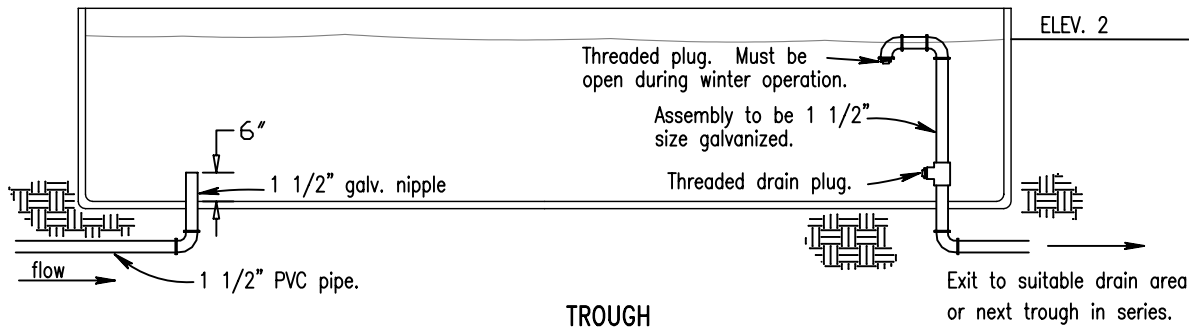 ELEV. 2
Threaded plug.  Must be
open during winter operation.
Assembly to be 1 1/2"
size galvanized.
6"
1 1/2" galv. nipple
Threaded drain plug.
flow
1 1/2" PVC pipe.
Exit to suitable drain area
or next trough in series.
TROUGH